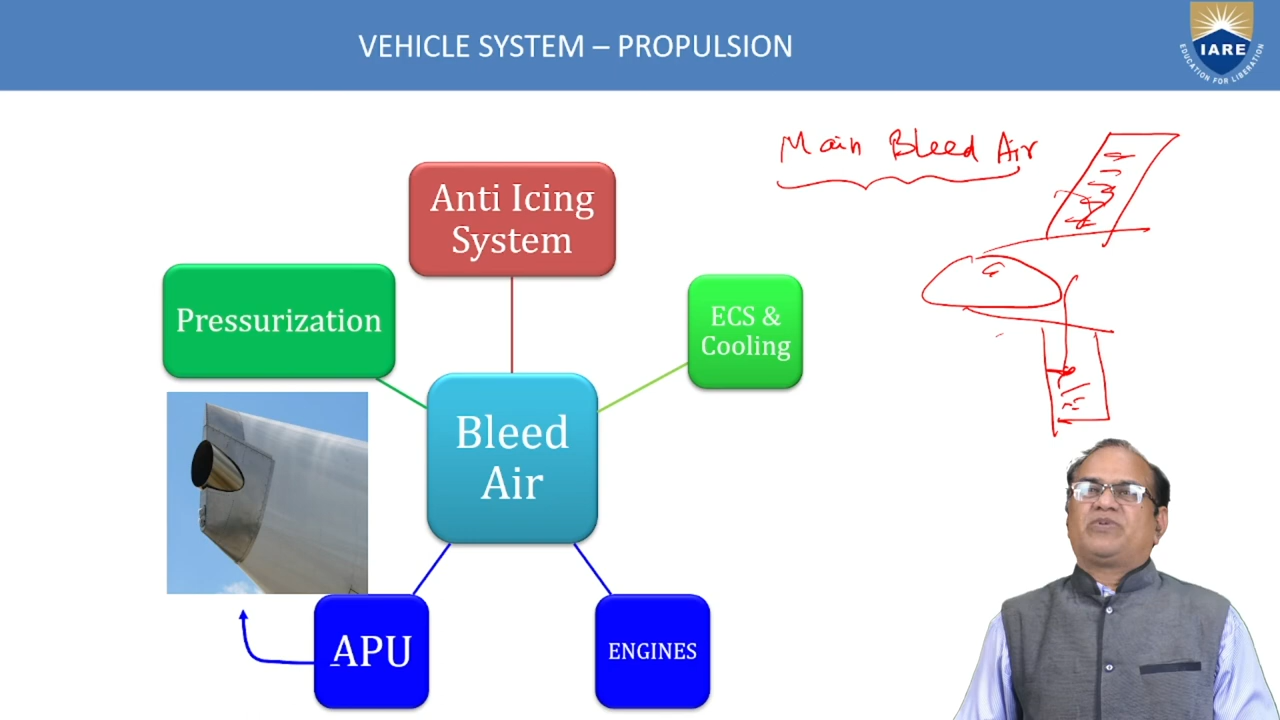 VEHICLE SYSTEM – PROPULSION
IARE
EDUCATION FOR LIBERATION
Main Bleed Air
Anti Icing
System
Pressurization
ECS &
Cooling
Bleed
Air
APU
ENGINES